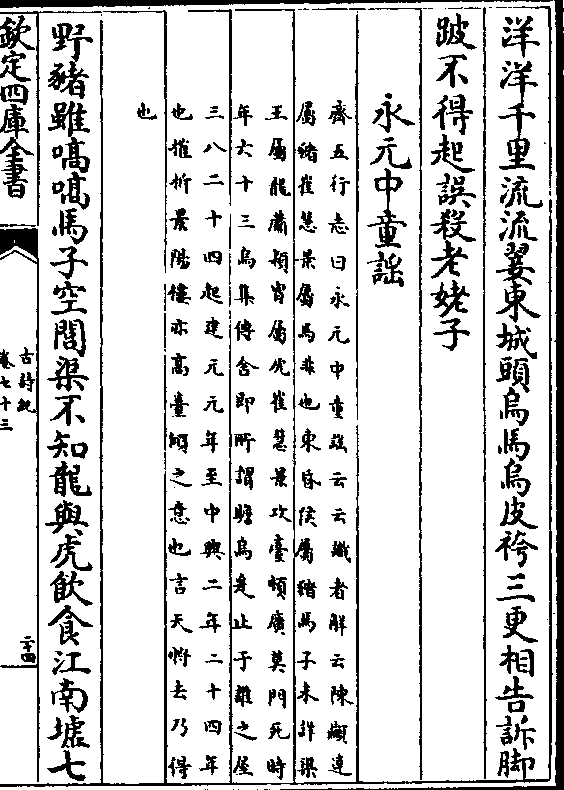 洋洋千里流流翣東城頭烏馬烏皮袴三更相告訴脚
跛不得起誤殺老姥子
永元中童謡
齊五行志曰永元中童謡云云識者解云陳顯達
屬豬崔慧景屬馬非也東昏侯屬豬馬子未詳梁
王屬龍蕭穎胄屬虎崔慧景攻臺頓廣莫門死時
年六十三烏集傳舍即所謂瞻烏爰止于誰之屋
三八二十四起建元元年至中興二年二十四年
也摧折景陽樓亦高臺傾之意也言天將去乃得
也
野豬雖嗃嗃馬子空閭渠不知龍與虎飲食江南墟七
欽定四庫全書
古詩紀
卷七十三
二十四